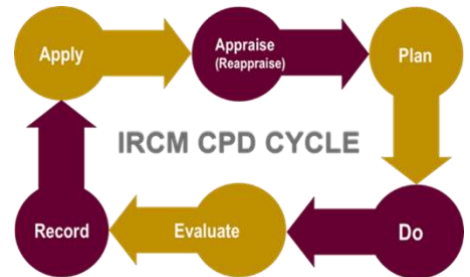 Apply
Appraise
(Reappraise)
Plan
IRCM CPD CYCLE
Record
Evaluate
Do